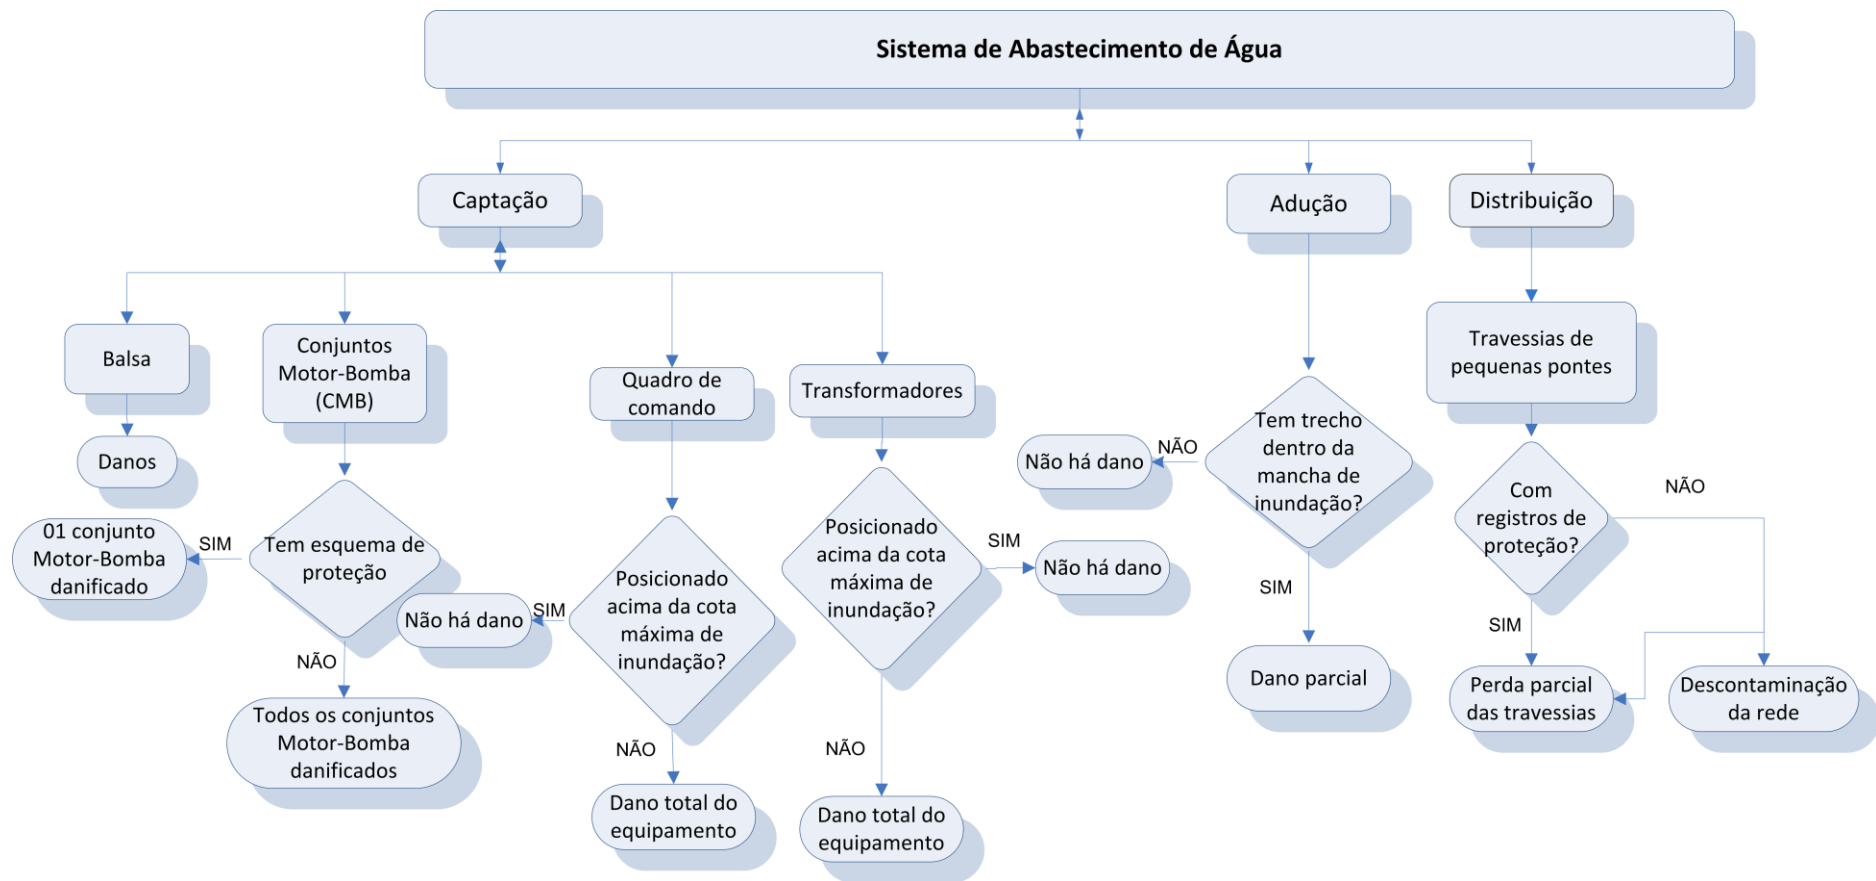 Sistema de Abastecimento de Água
Captação
Adução
Distribuição
Balsa
Conjuntos
Motor-Bomba
(CMB)
Quadro de
comando
Transformadores
Travessias de
pequenas pontes
Danos
Tem esquema de
proteção
SIM
01 conjunto
Motor-Bomba
danificado
NÃO
Todos os conjuntos
Motor-Bomba
danificados
Posicionado
acima da cota
máxima de
inundação?
SIM
Não há dano
NÃO
Dano total do
equipamento
Posicionado
acima da cota
máxima de
inundação?
SIM
Não há dano
NÃO
Dano total do
equipamento
Tem trecho
dentro da
mancha de
inundação?
NÃO
Não há dano
SIM
Dano parcial
Com
registros de
proteção?
NÃO
SIM
Perda parcial
das travessias
Descontaminação
da rede